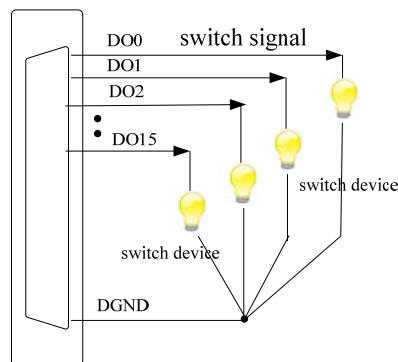 DO0
switch signal
DO1
DO2
DO15
switch device
switch device
DGND